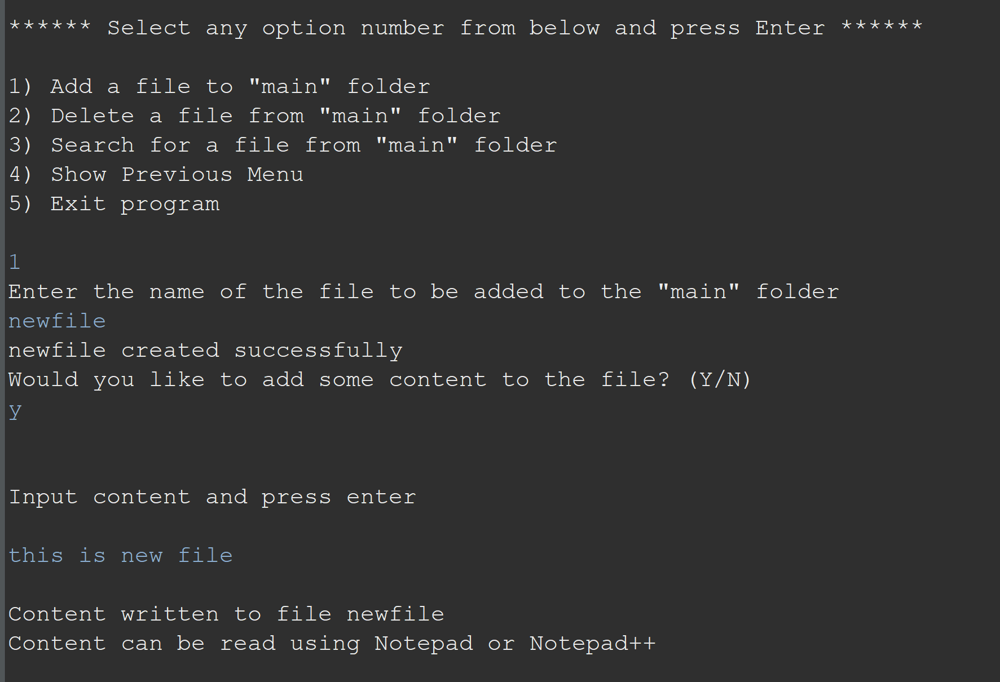 ****** Select any option number from below and press Enter ******
1) Add a file to "main" folder
2) Delete a file from "main" folder
3) Search for a file from "main" folder
4) Show Previous Menu
5) Exit program
1
Enter the name of the file to be added to the "main" folder
newfile
newfile created successfully
Would you like to add some content to the file? (Y/N)
y
Input content and press enter
this is new file
Content written to file newfile
Content can be read using Notepad or Notepad++